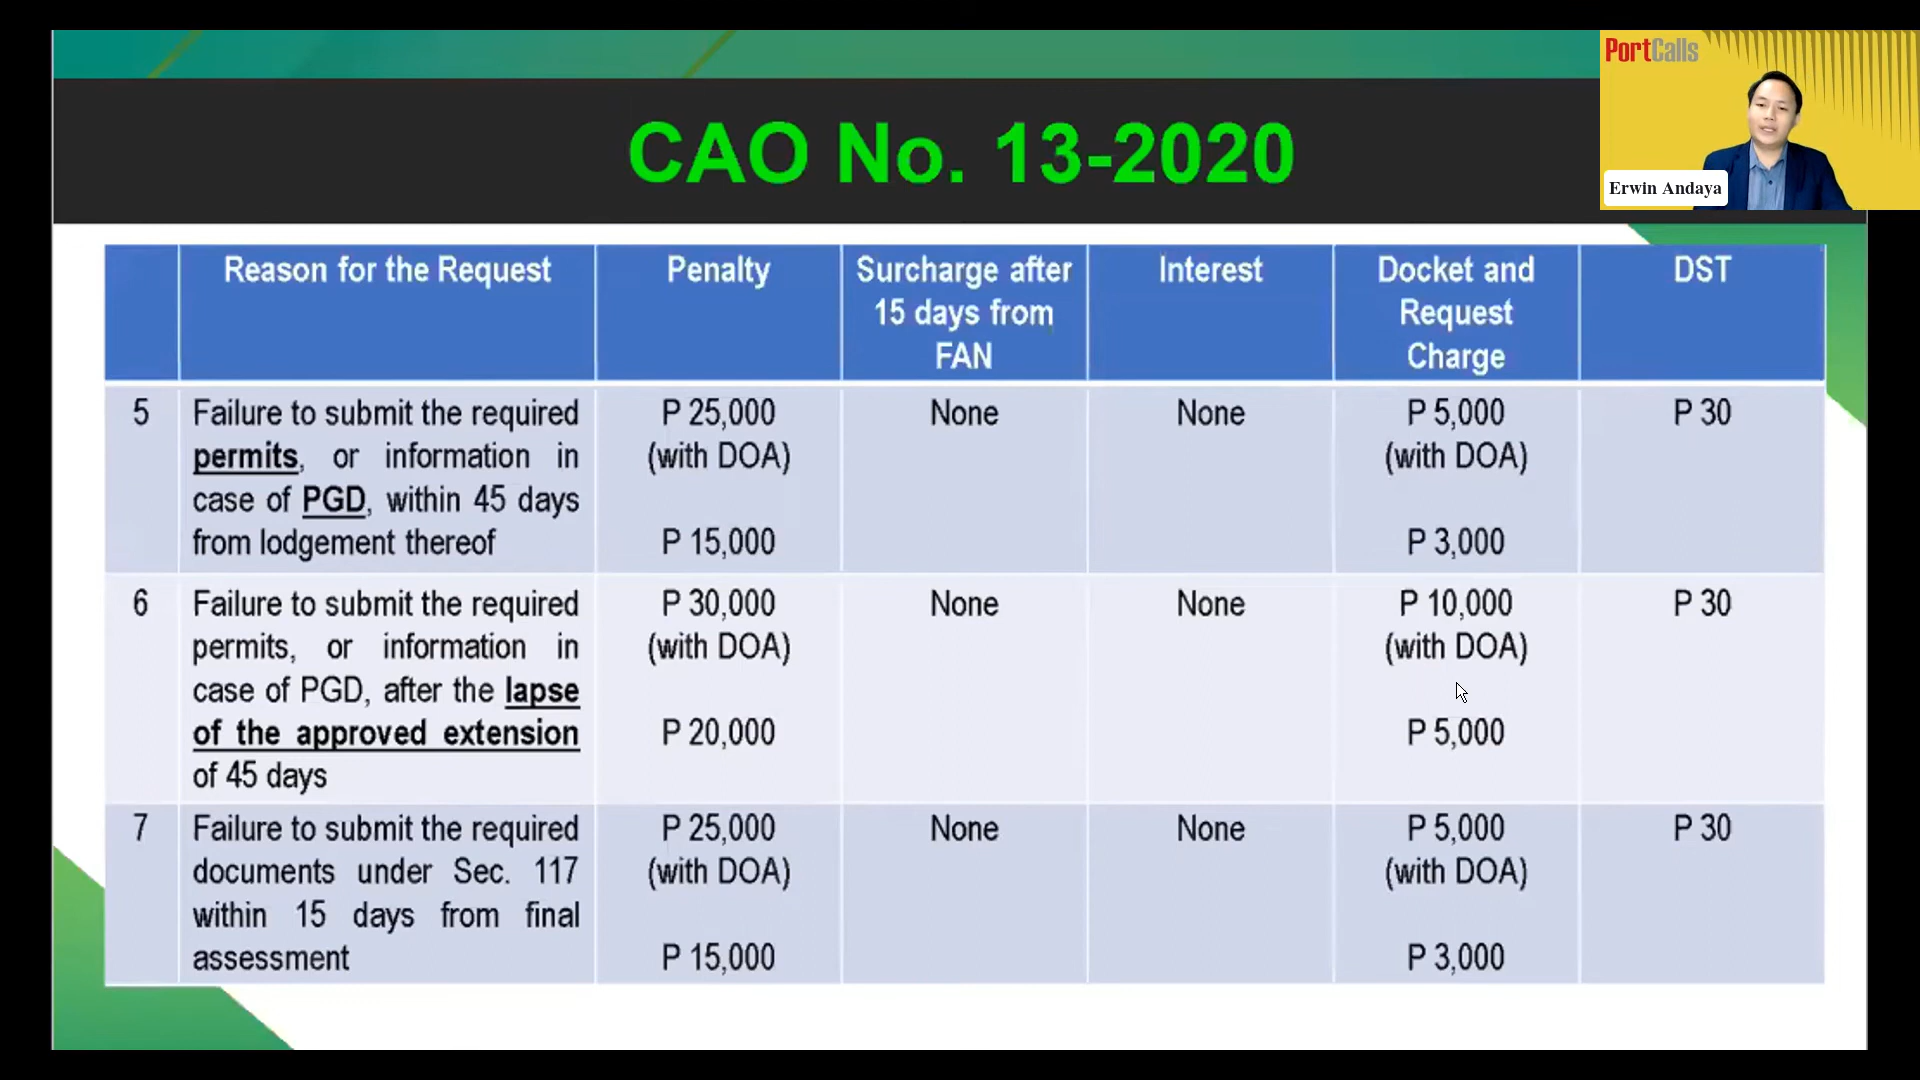 PortCalls
Erwin Andaya
CAO No. 13-2020
Reason for the Request
Penalty
Surcharge after
15 days from
FAN
Interest
Docket and
Request
Charge
DST
5
Failure to submit the required
permits, or information in
case of PGD, within 45 days
from lodgement thereof
P 25,000
(with DOA)
P 15,000
None
None
P 5,000
(with DOA)
P 3,000
P 30
6
Failure to submit the required
permits, or information in
case of PGD, after the lapse
of the approved extension
of 45 days
P 30,000
(with DOA)
P 20,000
None
None
P 10,000
(with DOA)
P 5,000
P 30
7
Failure to submit the required
documents under Sec. 117
within 15 days from final
assessment
P 25,000
(with DOA)
P 15,000
None
None
P 5,000
(with DOA)
P 3,000
P 30